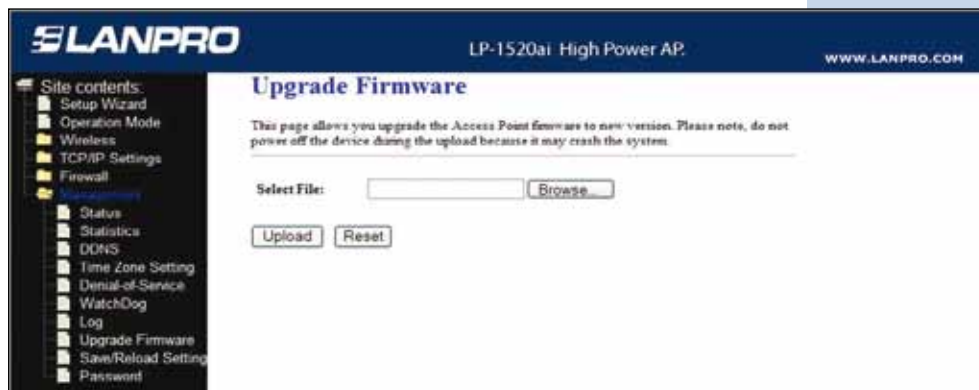 LANPRO
LP-1520ai High Power AP.
WWW.LANPRO.COM
Site contents:
Setup Wizard
Operation Mode
Wireless
TCP/IP Settings
Firewall
Management
Status
Statistics
DDNS
Time Zone Setting
Denial-of-Service
WatchDog
Log
Upgrade Firmware
Save/Reload Setting
Password
Upgrade Firmware
This page allows you upgrade the Access Point firmware to new version. Please note, do not
power off the device during the upload because it may crash the system.
Select File:
Browse...
Upload
Reset